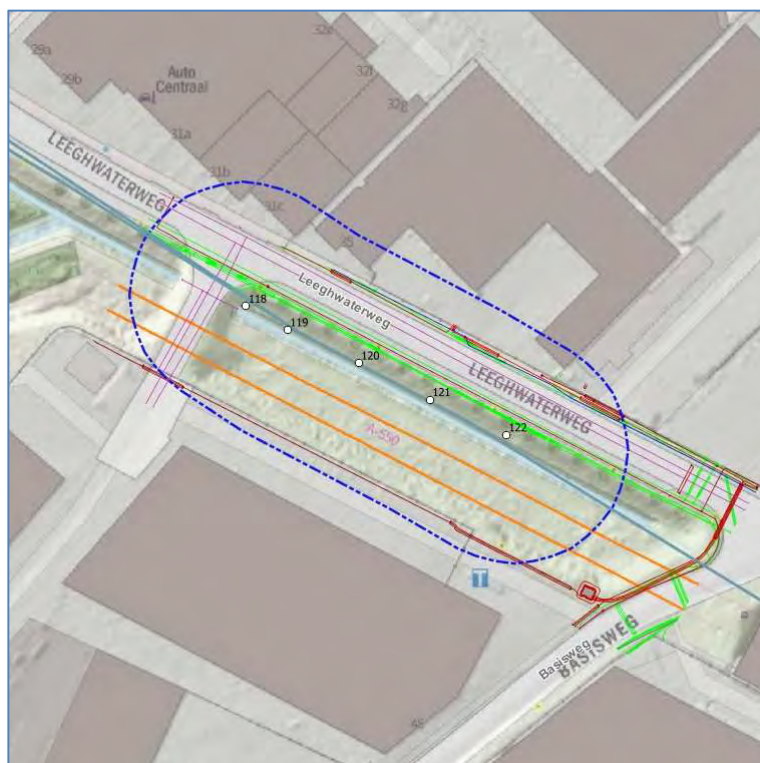 32c
29a
29b
Auto
Centraal
32f
32g
31a
31b
31c
35
LEEGHWATERWEG
118
119
Leeghwaterweg
120
121
LEEGHWATERWEG
122
A-550
Basisweg
BASISWEG
46